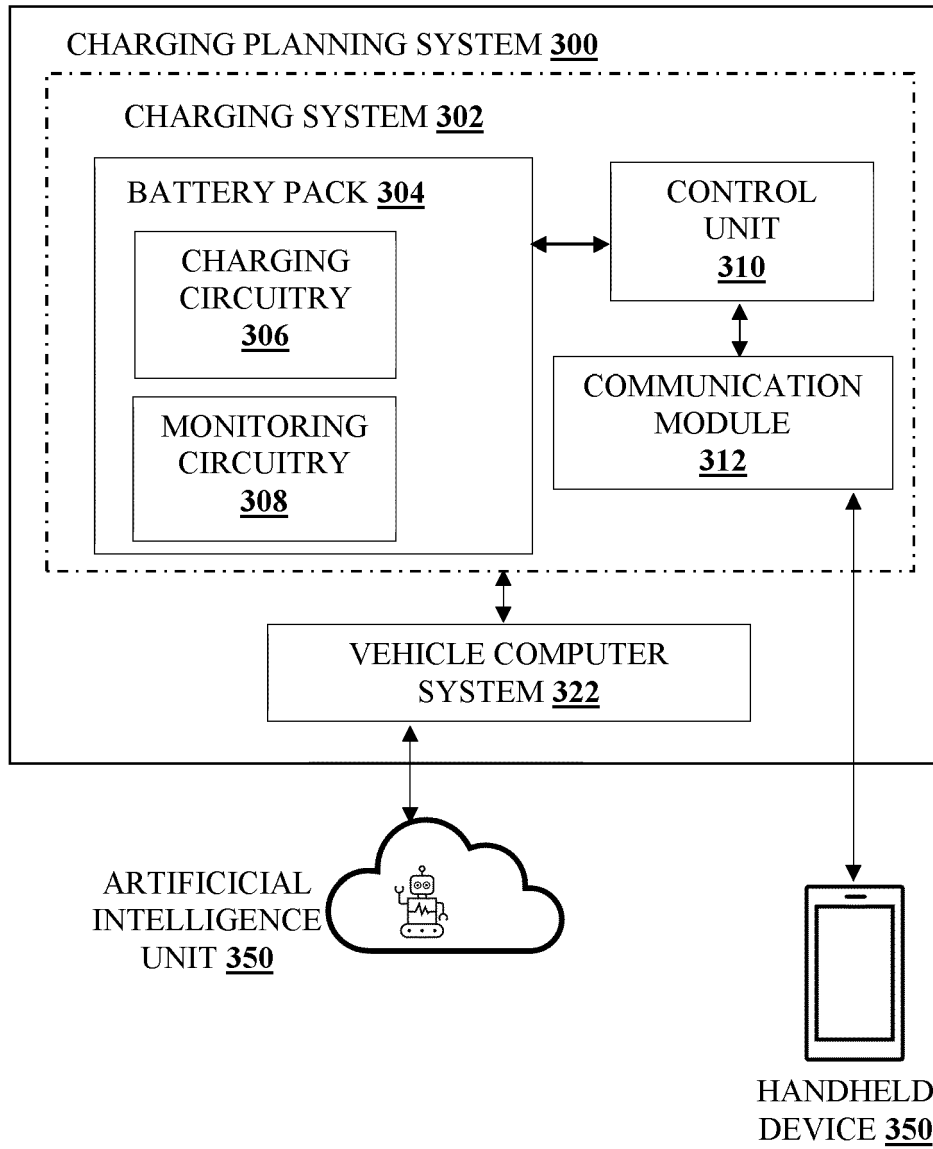 CHARGING PLANNING SYSTEM 300
CHARGING SYSTEM 302
BATTERY PACK 304
CHARGING
CIRCUITRY
306
MONITORING
CIRCUITRY
308
CONTROL
UNIT
310
COMMUNICATION
MODULE
312
VEHICLE COMPUTER
SYSTEM 322
ARTIFICICIAL
INTELLIGENCE
UNIT 350
HANDHELD
DEVICE 350